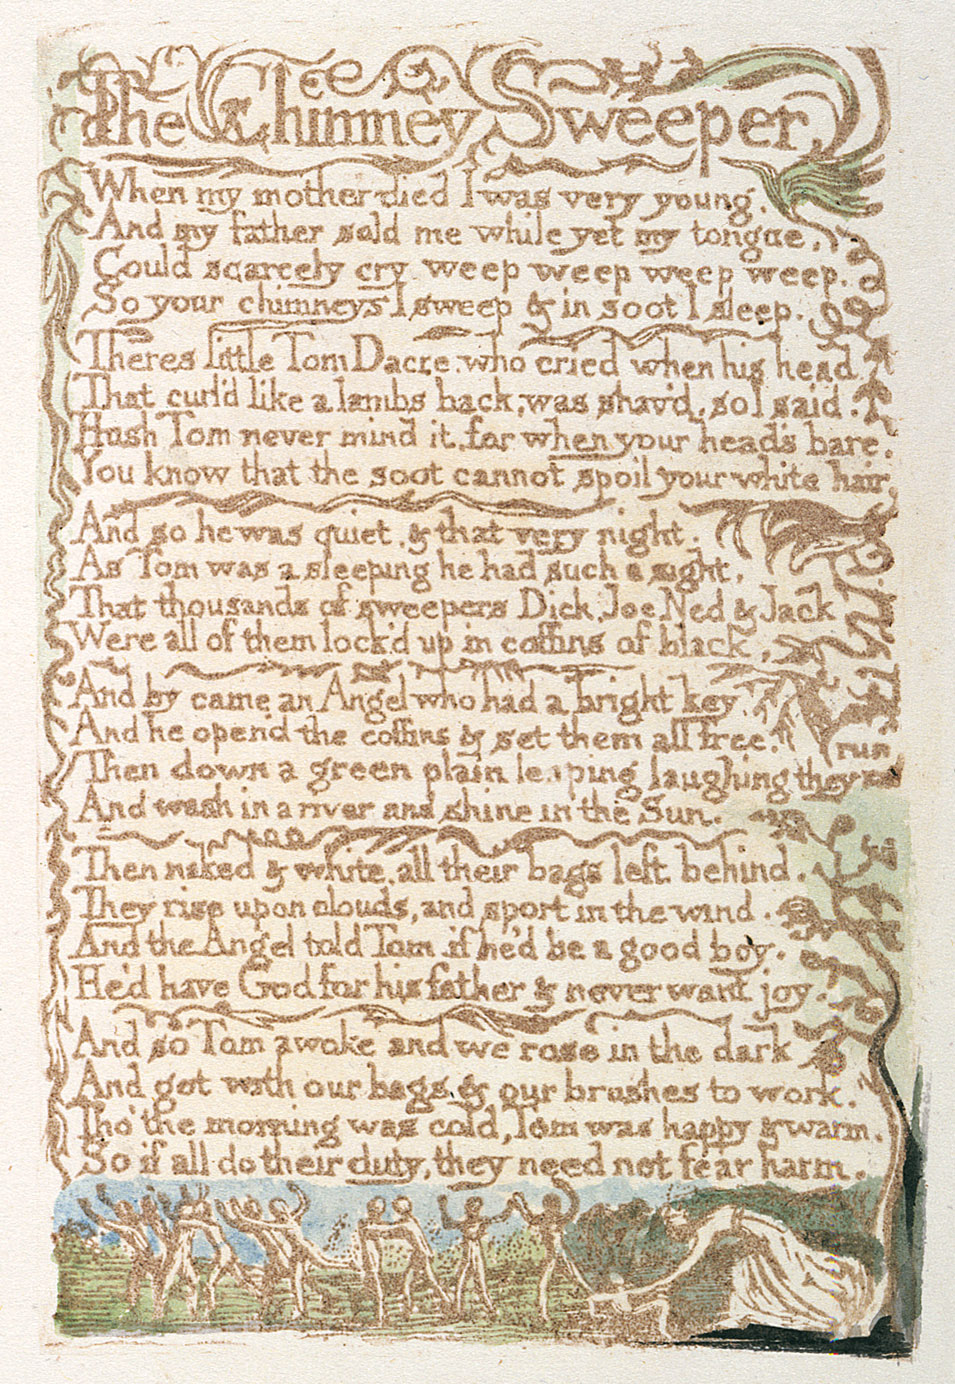 The Chimney Sweeper,
When my mother died I was very young,
And my father sold me while yet my tongue,
Could scarcely cry weep weep weep weep.
So your chimneys I sweep & in soot I sleep.
Theres little Tom Dacre, who cried when his head
That curl'd like a lambs back, was shav'd, so I said.
Hush Tom never mind it, for when your head's bare,
You know that the soot cannot spoil your white hair.
And so he was quiet, & that very night.
As Tom was a sleeping he had such a sight,
That thousands of sweepers Dick, Joe, Ned & Jack
Were all of them lock'd up in coffins of black,
And by came an Angel who had a bright key
And he open'd the coffins & set them all free.
Then down a green plain leaping laughing they run
And wash in a river and shine in the Sun.
Then naked & white, all their bags left behind.
They rise upon clouds, and sport in the wind.
And the Angel told Tom, if he'd be a good boy,
He'd have God for his father & never want joy.
And so Tom awoke and we rose in the dark
And got with our bags & our brushes to work.
Tho' the morning was cold, Tom was happy & warm.
So if all do their duty, they need not fear harm.